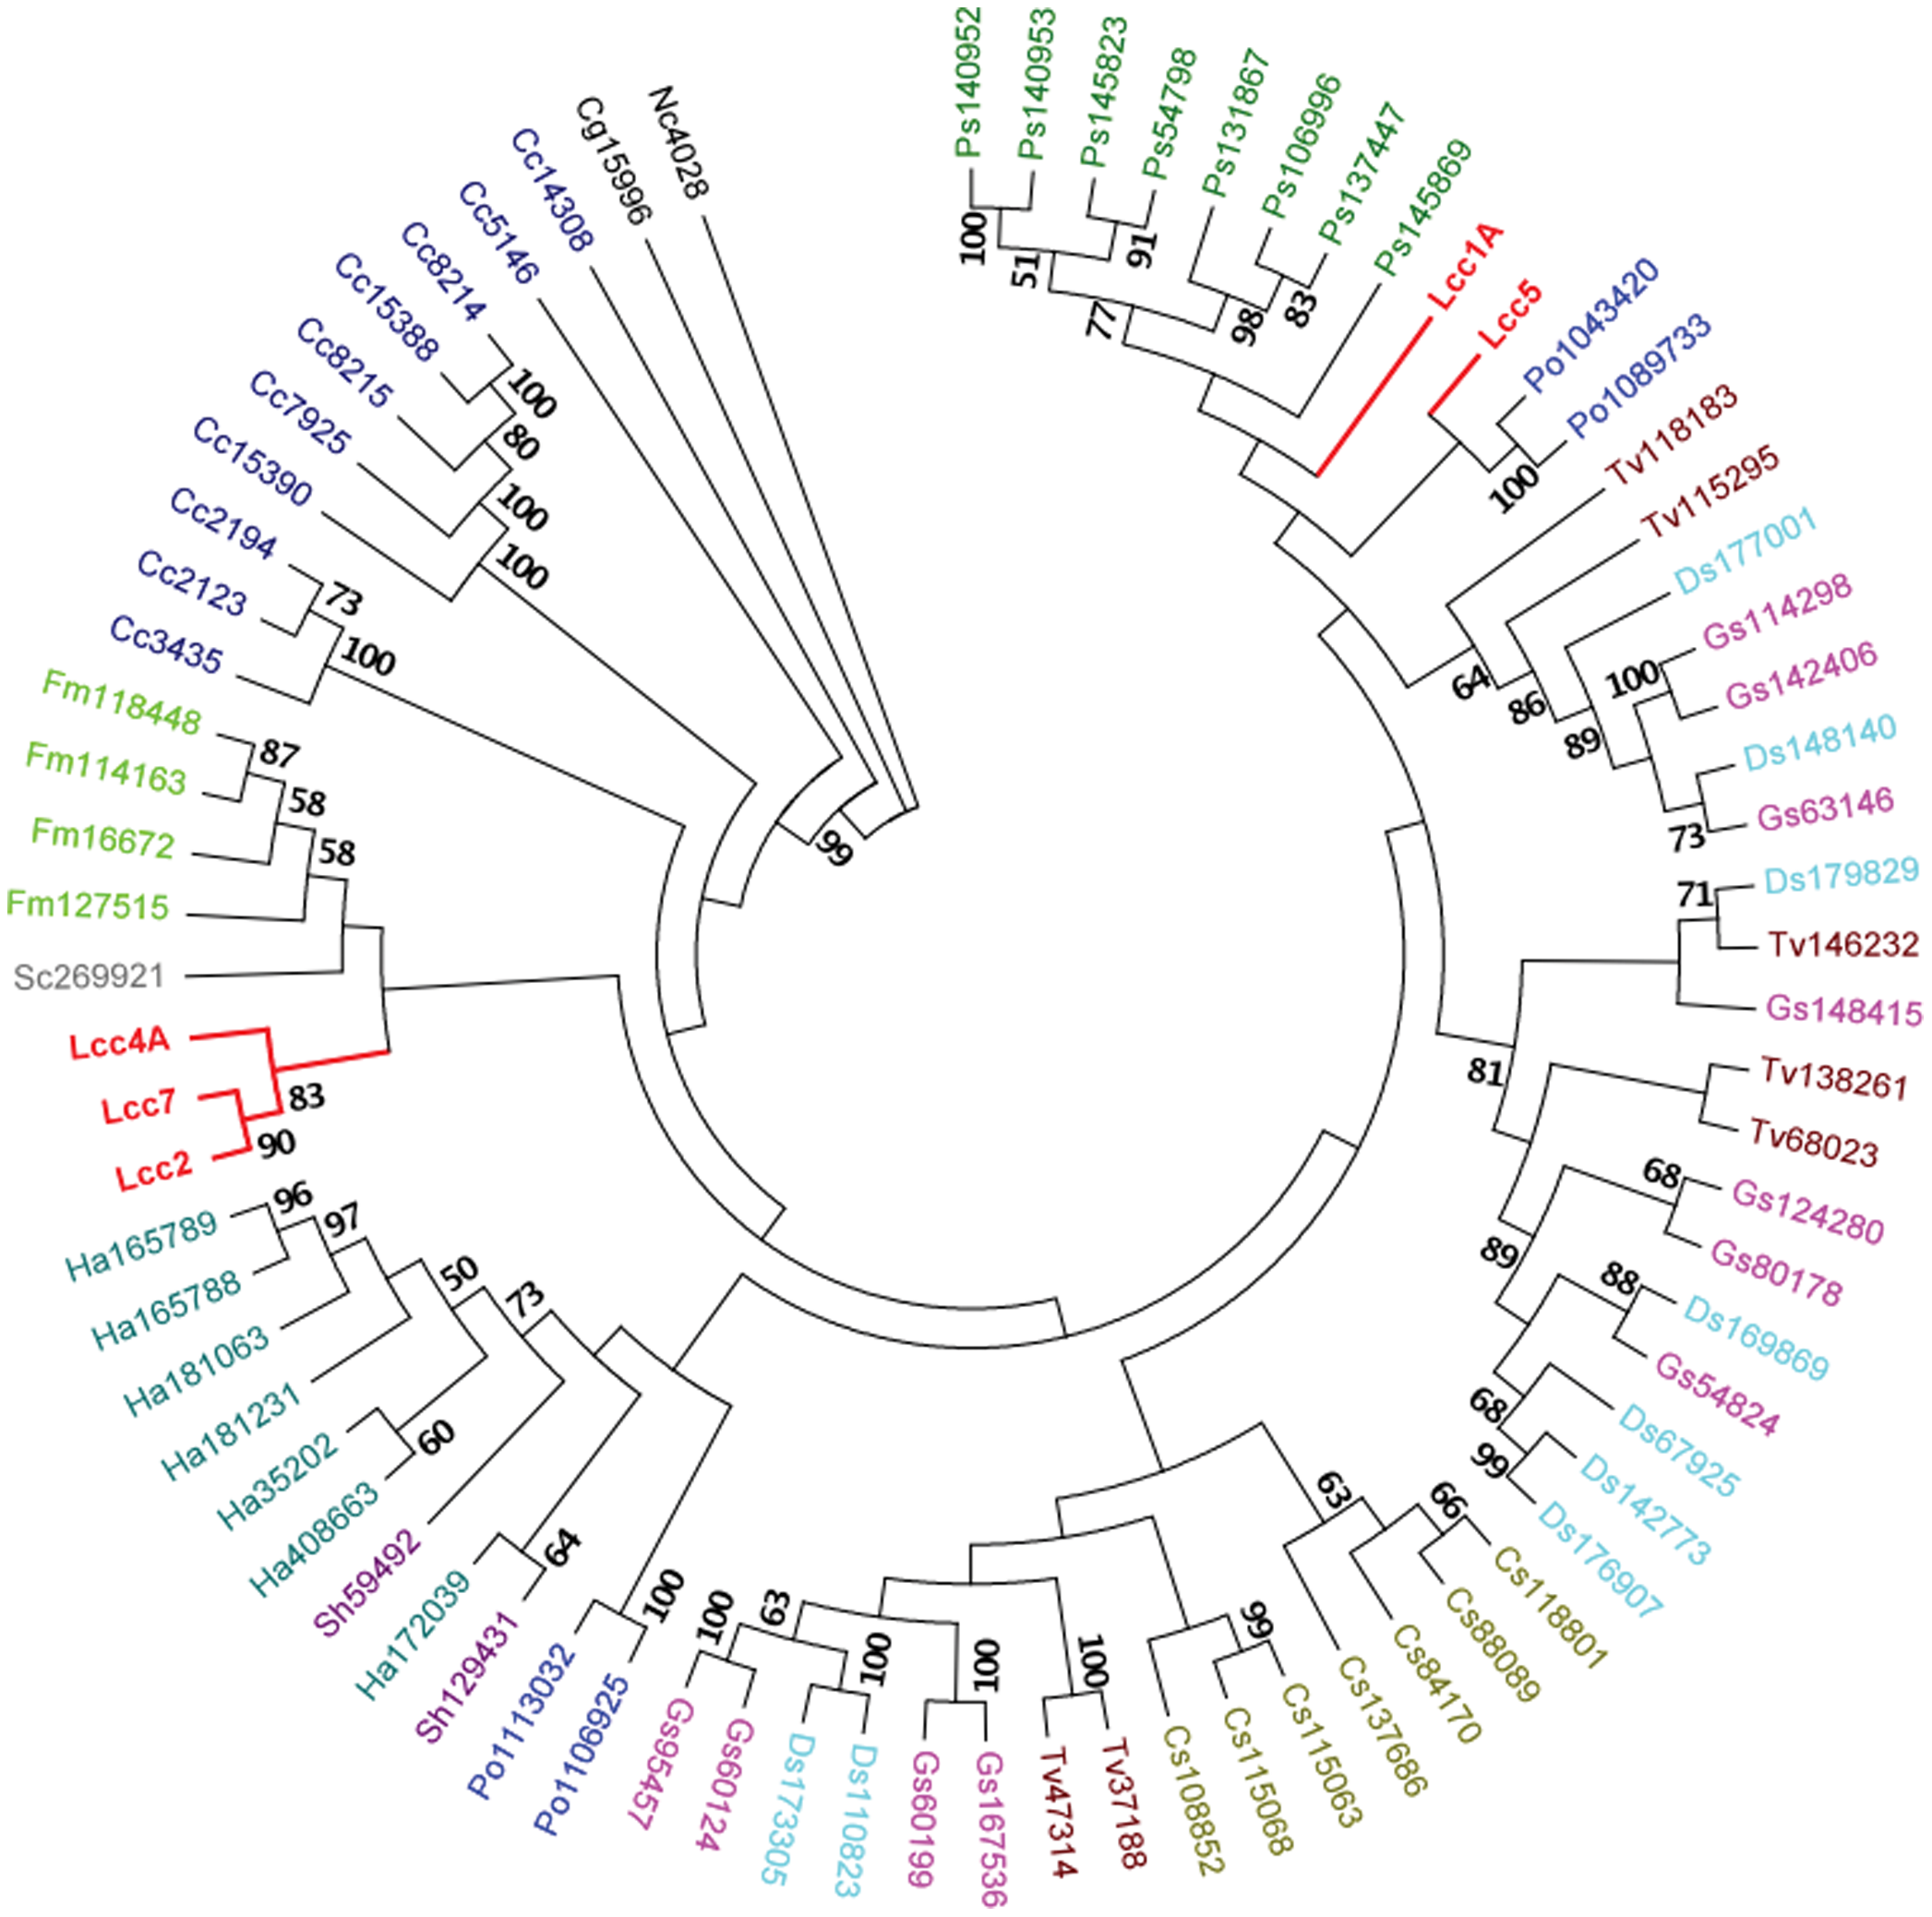 Ps140952
Ps140953
Ps145823
Ps54798
Ps131867
Ps106996
Ps137447
Ps145869
Lcc1A
Lcc5
Po1043420
Po1089733
Tv118183
Tv115295
Ds177001
Gs114298
Gs142406
Ds148140
Gs63146
Ds179829
Tv146232
Gs148415
Tv138261
Tv68023
Gs124280
Gs80178
Ds169869
Gs54824
Ds67925
Ds142773
Ds176907
Cs118801
Cs88089
Cs84170
Cs137686
Cs115063
Cs115068
Cs108852
Tv37188
Tv47314
Gs167536
Gs60199
Ds110823
Ds173305
Gs60124
Gs95457
Po1106925
Po113032
Sh129431
Ha172039
Sh59492
Ha408663
Ha35202
Ha181231
Ha181063
Ha165788
Ha165789
Lcc2
Lcc7
Lcc4A
Sc269921
Fm127515
Fm16672
Fm114163
Fm118448
Cc3435
Cc2123
Cc2194
Cc15390
Cc7925
Cc8215
Cc15388
Cc8214
Cc5146
Cc14308
Cg15996
Nc4028
100
51
91
77
98
83
100
64
86
89
100
73
71
81
68
89
88
68
99
66
63
99
100
100
100
63
100
100
64
73
50
60
97
96
90
83
58
58
87
100
73
100
100
80
100
99